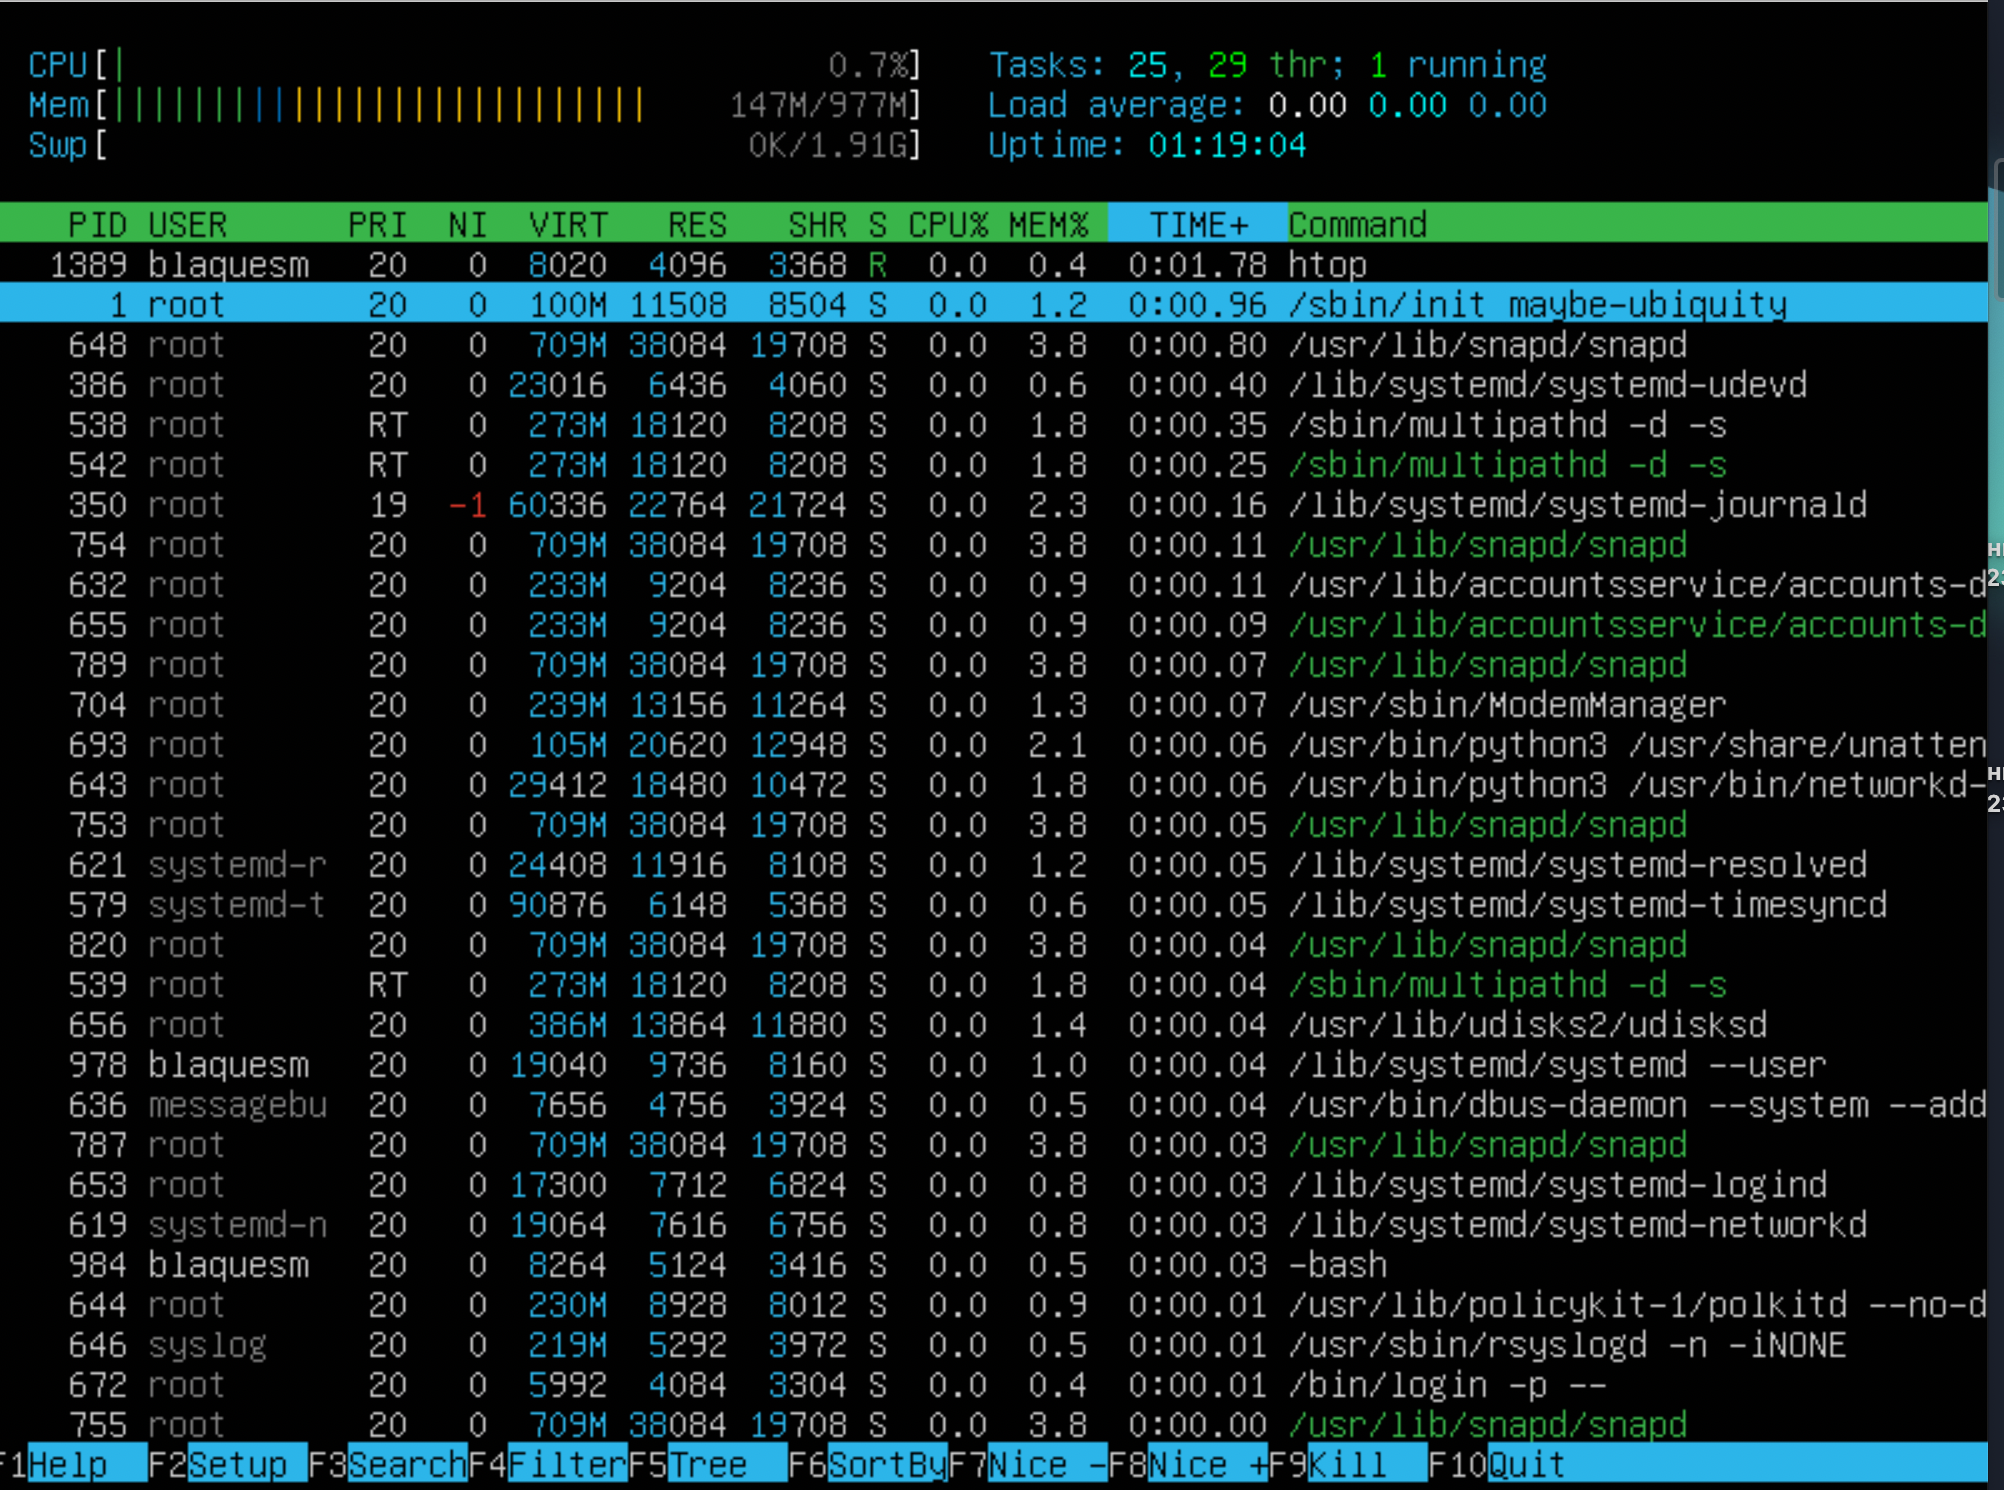 CPU[| 0.7%] Tasks: 25, 29 thr; 1 running
Mem[||||||||||||||||||||||||||| 147M/977M] Load average: 0.00 0.00 0.00
Swp[ 0K/1.91G] Uptime: 01:19:04
PID USER PRI NI VIRT RES SHR S CPU% MEM% TIME+ Command
1389 blaquesm 20 0 8020 4096 3368 R 0.0 0.4 0:01.78 htop
1 root 20 0 100M 11508 8504 S 0.0 1.2 0:00.96 /sbin/init maybe-ubiquity
648 root 20 0 709M 38084 19708 S 0.0 3.8 0:00.80 /usr/lib/snapd/snapd
386 root 20 0 23016 6436 4060 S 0.0 0.6 0:00.40 /lib/systemd/systemd-udevd
538 root RT 0 273M 18120 8208 S 0.0 1.8 0:00.35 /sbin/multipathd -d -s
542 root RT 0 273M 18120 8208 S 0.0 1.8 0:00.25 /sbin/multipathd -d -s
350 root 19 -1 60336 22764 21724 S 0.0 2.3 0:00.16 /lib/systemd/systemd-journald
754 root 20 0 709M 38084 19708 S 0.0 3.8 0:00.11 /usr/lib/snapd/snapd
632 root 20 0 233M 9204 8236 S 0.0 0.9 0:00.11 /usr/lib/accountsservice/accounts-d
655 root 20 0 233M 9204 8236 S 0.0 0.9 0:00.09 /usr/lib/accountsservice/accounts-d
789 root 20 0 709M 38084 19708 S 0.0 3.8 0:00.07 /usr/lib/snapd/snapd
704 root 20 0 239M 13156 11264 S 0.0 1.3 0:00.07 /usr/sbin/ModemManager
693 root 20 0 105M 20620 12948 S 0.0 2.1 0:00.06 /usr/bin/python3 /usr/share/unatten
643 root 20 0 29412 18480 10472 S 0.0 1.8 0:00.06 /usr/bin/python3 /usr/bin/networkd-
753 root 20 0 709M 38084 19708 S 0.0 3.8 0:00.05 /usr/lib/snapd/snapd
621 systemd-r 20 0 24408 11916 8108 S 0.0 1.2 0:00.05 /lib/systemd/systemd-resolved
579 systemd-t 20 0 90876 6148 5368 S 0.0 0.6 0:00.05 /lib/systemd/systemd-timesyncd
820 root 20 0 709M 38084 19708 S 0.0 3.8 0:00.04 /usr/lib/snapd/snapd
539 root RT 0 273M 18120 8208 S 0.0 1.8 0:00.04 /sbin/multipathd -d -s
656 root 20 0 386M 13864 11880 S 0.0 1.4 0:00.04 /usr/lib/udisks2/udisksd
978 blaquesm 20 0 19040 9736 8160 S 0.0 1.0 0:00.04 /lib/systemd/systemd --user
636 messagebu 20 0 7656 4756 3924 S 0.0 0.5 0:00.04 /usr/bin/dbus-daemon --system --add
787 root 20 0 709M 38084 19708 S 0.0 3.8 0:00.03 /usr/lib/snapd/snapd
653 root 20 0 17300 7712 6824 S 0.0 0.8 0:00.03 /lib/systemd/systemd-logind
619 systemd-n 20 0 19064 7616 6756 S 0.0 0.8 0:00.03 /lib/systemd/systemd-networkd
984 blaquesm 20 0 8264 5124 3416 S 0.0 0.5 0:00.03 -bash
644 root 20 0 230M 8928 8012 S 0.0 0.9 0:00.01 /usr/lib/policykit-1/polkitd --no-d
646 syslog 20 0 219M 5292 3972 S 0.0 0.5 0:00.01 /usr/sbin/rsyslogd -n -iNONE
672 root 20 0 5992 4084 3304 S 0.0 0.4 0:00.01 /bin/login -p --
755 root 20 0 709M 38084 19708 S 0.0 3.8 0:00.00 /usr/lib/snapd/snapd
F1Help F2Setup F3SearchF4FilterF5Tree F6SortByF7Nice -F8Nice +F9Kill F10Quit